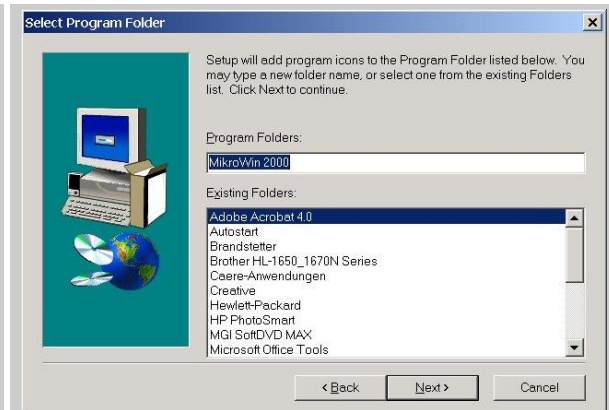 Select Program Folder
Setup will add program icons to the Program Folder listed below. You
may type a new folder name, or select one from the existing Folders
list. Click Next to continue.
Program Folders:
MikroWin 2000
Existing Folders:
Adobe Acrobat 4.0
Autostart
Brandstetter
Brother HL-1650_1670N Series
Caere-Anwendungen
Creative
Hewlett-Packard
HP PhotoSmart
MGI SoftDVD MAX
Microsoft Office Tools
< Back Next > Cancel